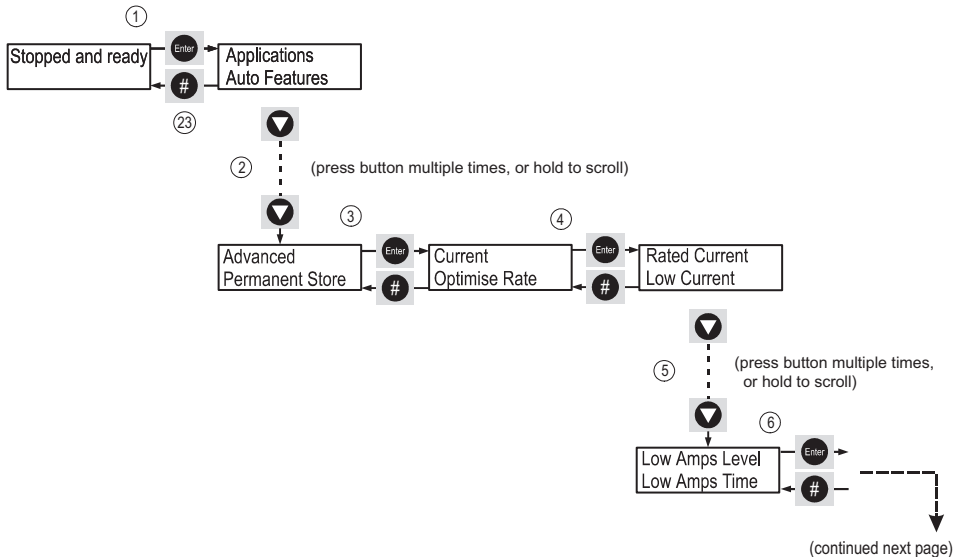 ①
Stopped and ready
Enter
#
Applications
Auto Features
㉓
②
(press button multiple times, or hold to scroll)
③
④
Advanced
Permanent Store
Enter
#
Current
Optimise Rate
Enter
#
Rated Current
Low Current
⑤
(press button multiple times,
or hold to scroll)
⑥
Low Amps Level
Low Amps Time
Enter
#
(continued next page)